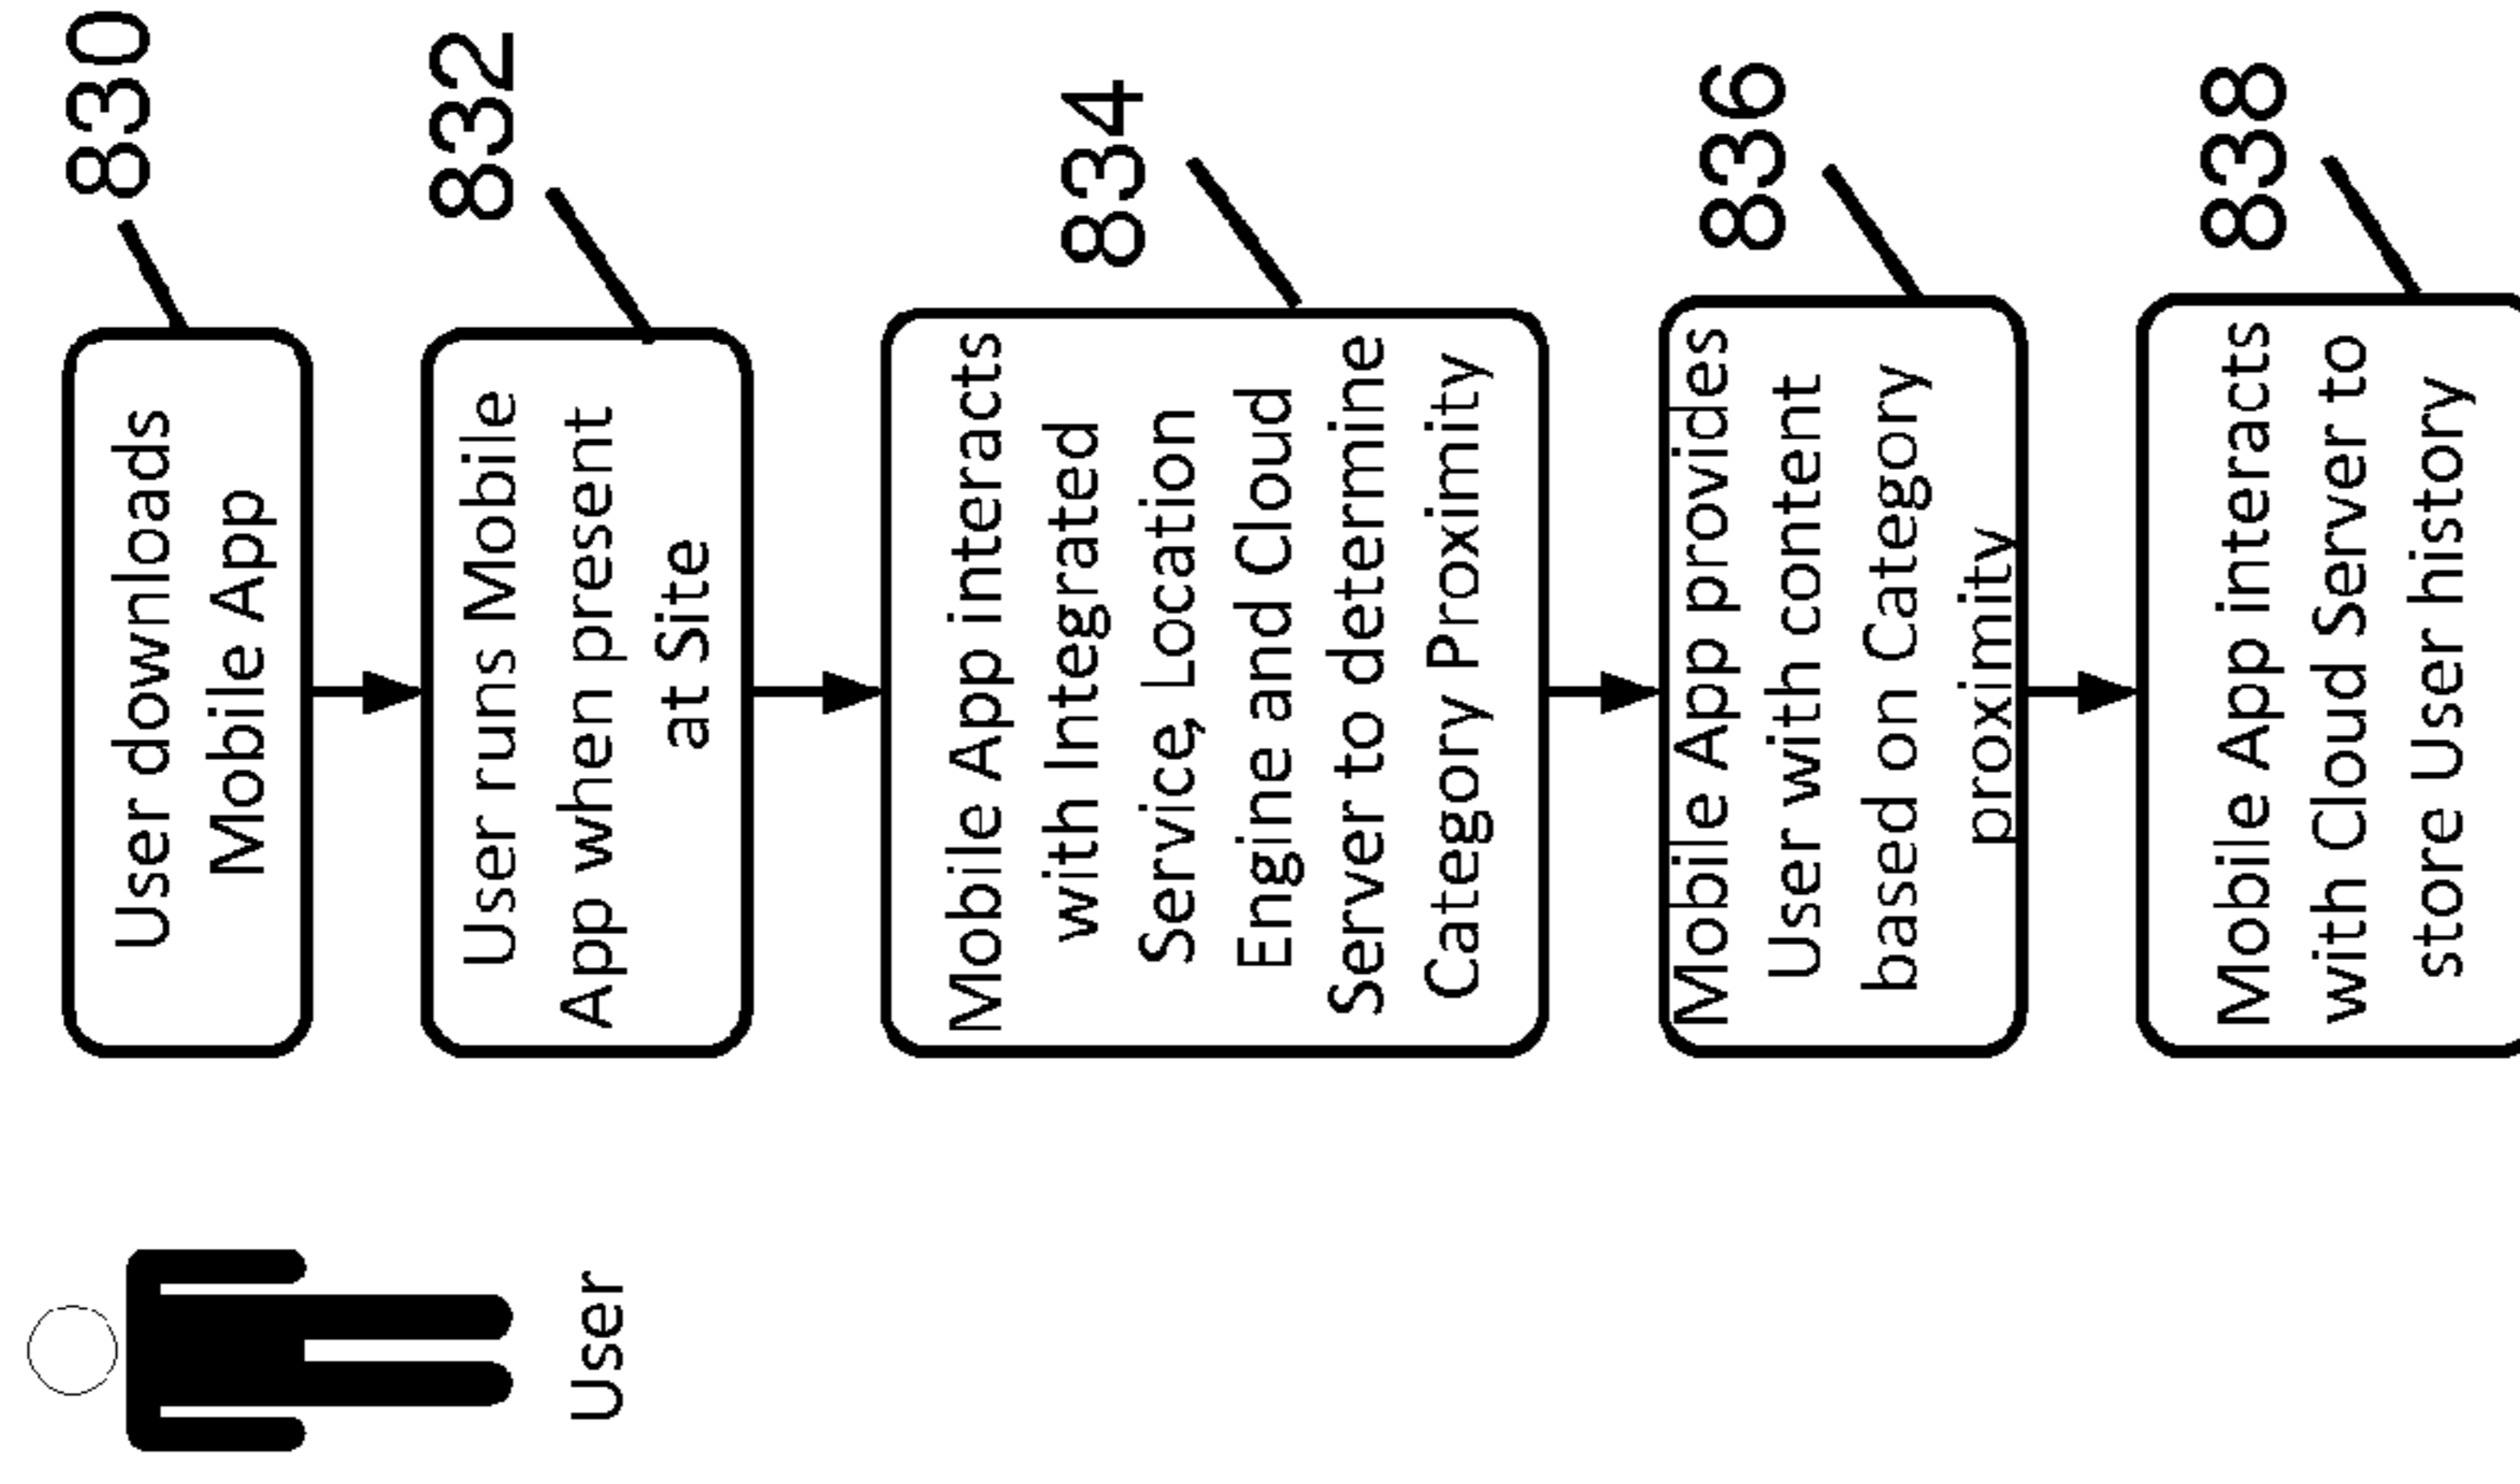 User
830
User downloads
Mobile App
832
User runs Mobile
App when present
at Site
834
Mobile App interacts
with Integrated
Service, Location
Engine and Cloud
Server to determine
Category Proximity
836
Mobile App provides
User with content
based on Category
proximity
838
Mobile App interacts
with Cloud Server to
store User history